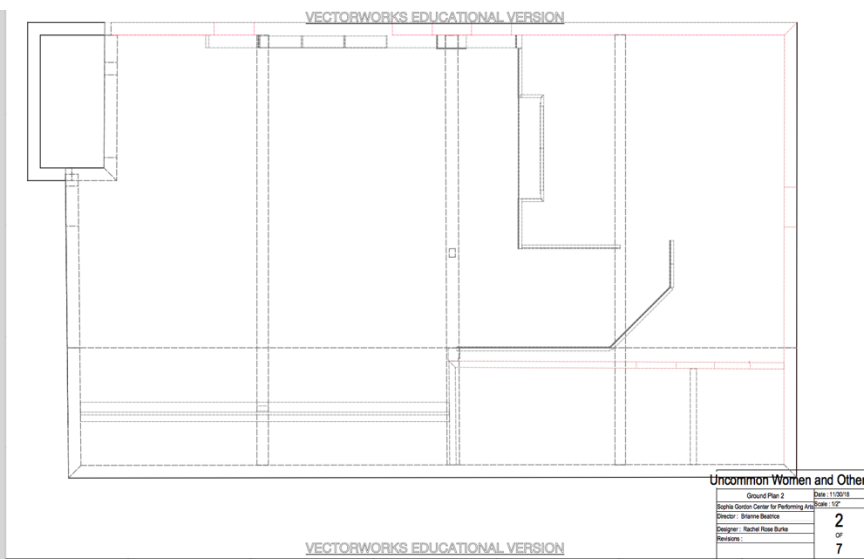 VECTORWORKS EDUCATIONAL VERSION
Uncommon Women and Other
Ground Plan 2
Date : 11/30/18
Sophia Gordon Center for Performing Arts
Scale : 1/2"
Director : Brianne Beatrice
Designer : Rachel Rose Burke
Revisions :
2
OF
7
VECTORWORKS EDUCATIONAL VERSION